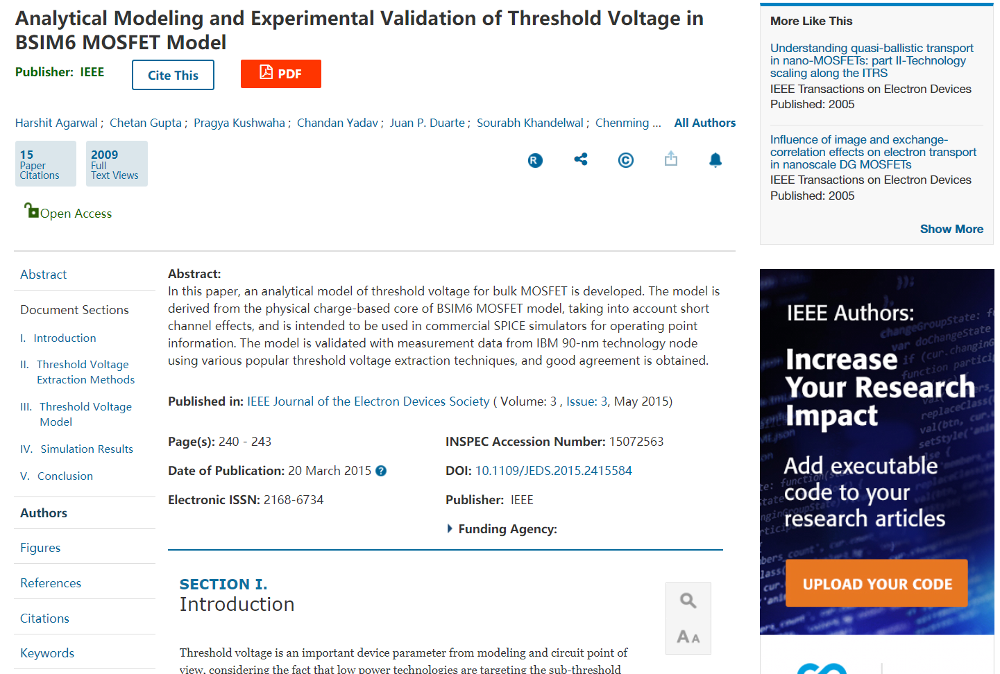 Analytical Modeling and Experimental Validation of Threshold Voltage in
BSIM6 MOSFET Model
Publisher: IEEE
Cite This
PDF
Harshit Agarwal ; Chetan Gupta ; Pragya Kushwaha ; Chandan Yadav ; Juan P. Duarte ; Sourabh Khandelwal ; Chenming ... All Authors
15
Paper
Citations
2009
Full
Text Views
R
©
Open Access
Abstract
Document Sections
I. Introduction
II. Threshold Voltage
Extraction Methods
III. Threshold Voltage
Model
IV. Simulation Results
V. Conclusion
Authors
Figures
References
Citations
Keywords
Abstract:
In this paper, an analytical model of threshold voltage for bulk MOSFET is developed. The model is
derived from the physical charge-based core of BSIM6 MOSFET model, taking into account short
channel effects, and is intended to be used in commercial SPICE simulators for operating point
information. The model is validated with measurement data from IBM 90-nm technology node
using various popular threshold voltage extraction techniques, and good agreement is obtained.
Published in: IEEE Journal of the Electron Devices Society ( Volume: 3 , Issue: 3, May 2015)
Page(s): 240 - 243
Date of Publication: 20 March 2015 ?
Electronic ISSN: 2168-6734
INSPEC Accession Number: 15072563
DOI: 10.1109/JEDS.2015.2415584
Publisher: IEEE
Funding Agency:
SECTION I.
Introduction
AA
Threshold voltage is an important device parameter from modeling and circuit point of
view, considering the fact that low power technologies are targeting the sub-threshold
More Like This
Understanding quasi-ballistic transport
in nano-MOSFETs: part II-Technology
scaling along the ITRS
IEEE Transactions on Electron Devices
Published: 2005
Influence of image and exchange-
correlation effects on electron transport
in nanoscale DG MOSFETs
IEEE Transactions on Electron Devices
Published: 2005
Show More
IEEE Authors:
Increase
Your Research
Impact
Add executable
code to your
research articles
UPLOAD YOUR CODE